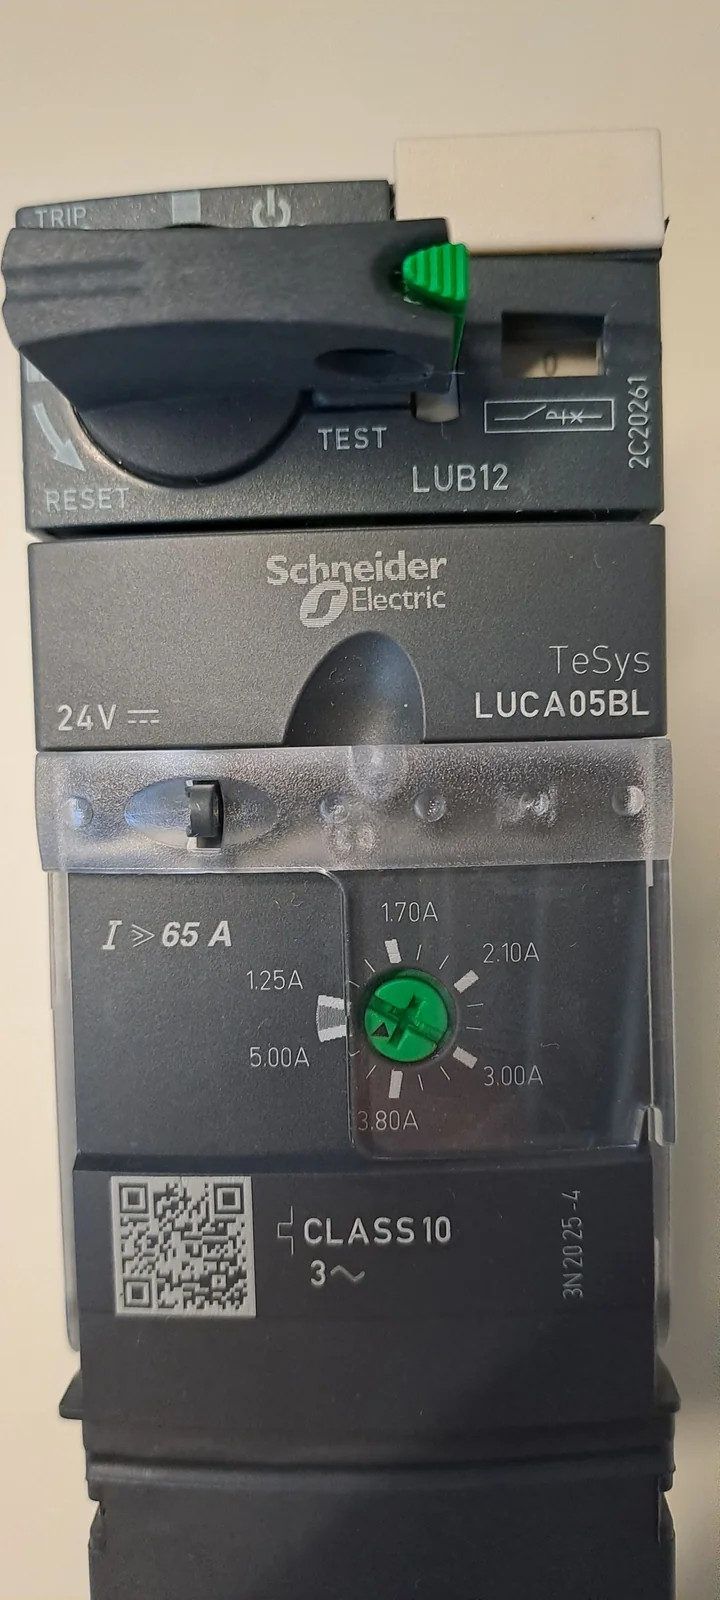 TRIP
0
2C20261
TEST
RESET
LUB12
Schneider
Electric
TeSys
24V
LUCA05BL
1.70A
I ⋙ 65 A
2.10A
1.25A
5.00A
3.00A
3.80A
CLASS 10
3~
3N2025-4